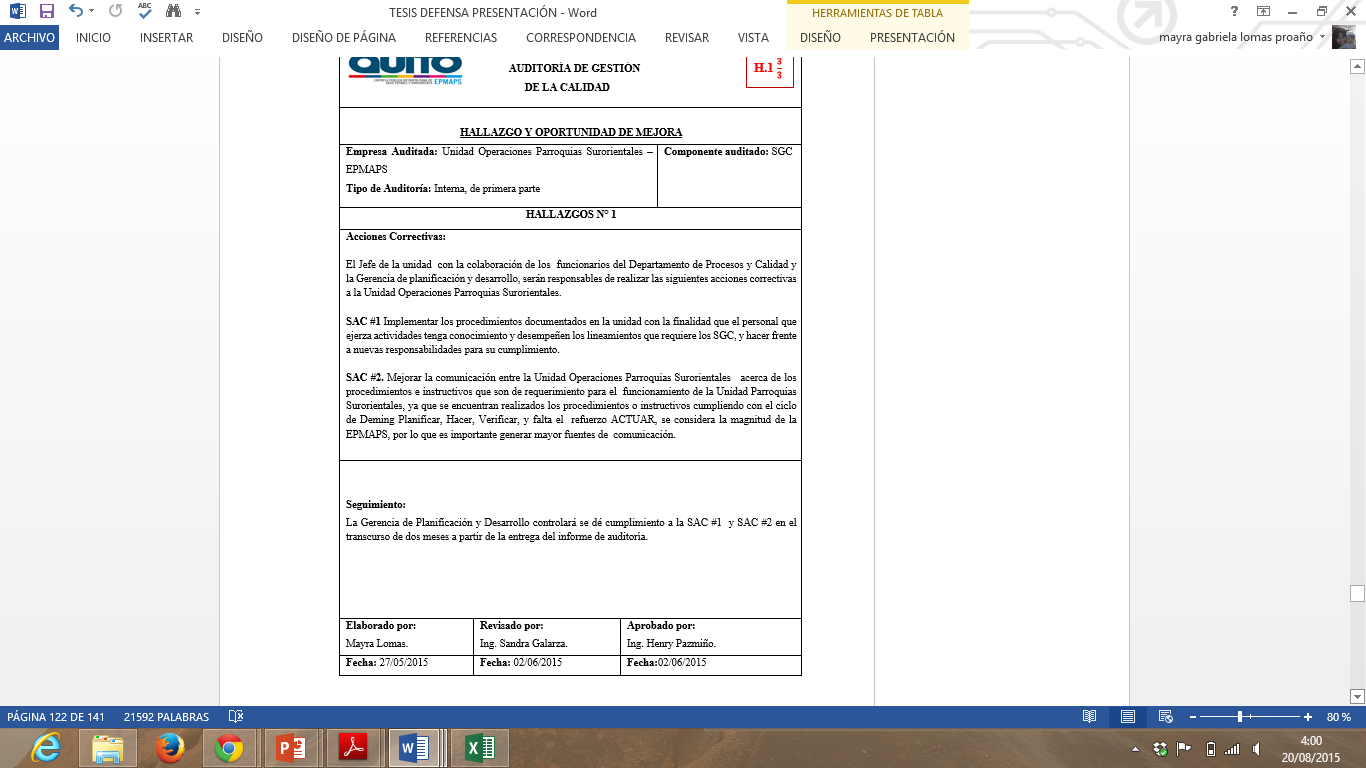 TESIS DEFENSA PRESENTACIÓN - Word
HERRAMIENTAS DE TABLA
ARCHIVO INICIO INSERTAR DISEÑO DISEÑO DE PÁGINA REFERENCIAS CORRESPONDENCIA REVISAR VISTA DISEÑO PRESENTACIÓN
mayra gabriela lomas proaño
QUITO
EPMAPS
AUDITORÍA DE GESTIÓN
DE LA CALIDAD
H.1 3/3
HALLAZGO Y OPORTUNIDAD DE MEJORA
Empresa Auditada: Unidad Operaciones Parroquias Surorientales –
EPMAPS
Tipo de Auditoría: Interna, de primera parte
Componente auditado: SGC
HALLAZGOS N° 1
Acciones Correctivas:
El Jefe de la unidad con la colaboración de los funcionarios del Departamento de Procesos y Calidad y
la Gerencia de planificación y desarrollo, serán responsables de realizar las siguientes acciones correctivas
a la Unidad Operaciones Parroquias Surorientales.
SAC #1 Implementar los procedimientos documentados en la unidad con la finalidad que el personal que
ejerza actividades tenga conocimiento y desempeñen los lineamientos que requiere los SGC, y hacer frente
a nuevas responsabilidades para su cumplimiento.
SAC #2. Mejorar la comunicación entre la Unidad Operaciones Parroquias Surorientales acerca de los
procedimientos e instructivos que son de requerimiento para el funcionamiento de la Unidad Parroquias
Surorientales, ya que se encuentran realizados los procedimientos o instructivos cumpliendo con el ciclo
de Deming Planificar, Hacer, Verificar, y falta el refuerzo ACTUAR, se considera la magnitud de la
EPMAPS, por lo que es importante generar mayor fuentes de comunicación.
Seguimiento:
La Gerencia de Planificación y Desarrollo controlará se dé cumplimiento a la SAC #1 y SAC #2 en el
transcurso de dos meses a partir de la entrega del informe de auditoría.
Elaborado por:
Mayra Lomas.
Revisado por:
Ing. Sandra Galarza.
Aprobado por:
Ing. Henry Pazmiño.
Fecha: 27/05/2015
Fecha: 02/06/2015
Fecha:02/06/2015
PÁGINA 122 DE 141 21592 PALABRAS
80 %
4:00
20/08/2015